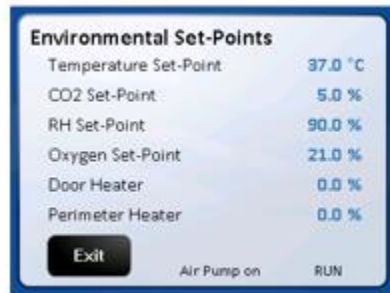 Environmental Set-Points
Temperature Set-Point 37.0 °C
CO2 Set-Point 5.0 %
RH Set-Point 90.0 %
Oxygen Set-Point 21.0 %
Door Heater 0.0 %
Perimeter Heater 0.0 %
Exit
Air Pump on RUN